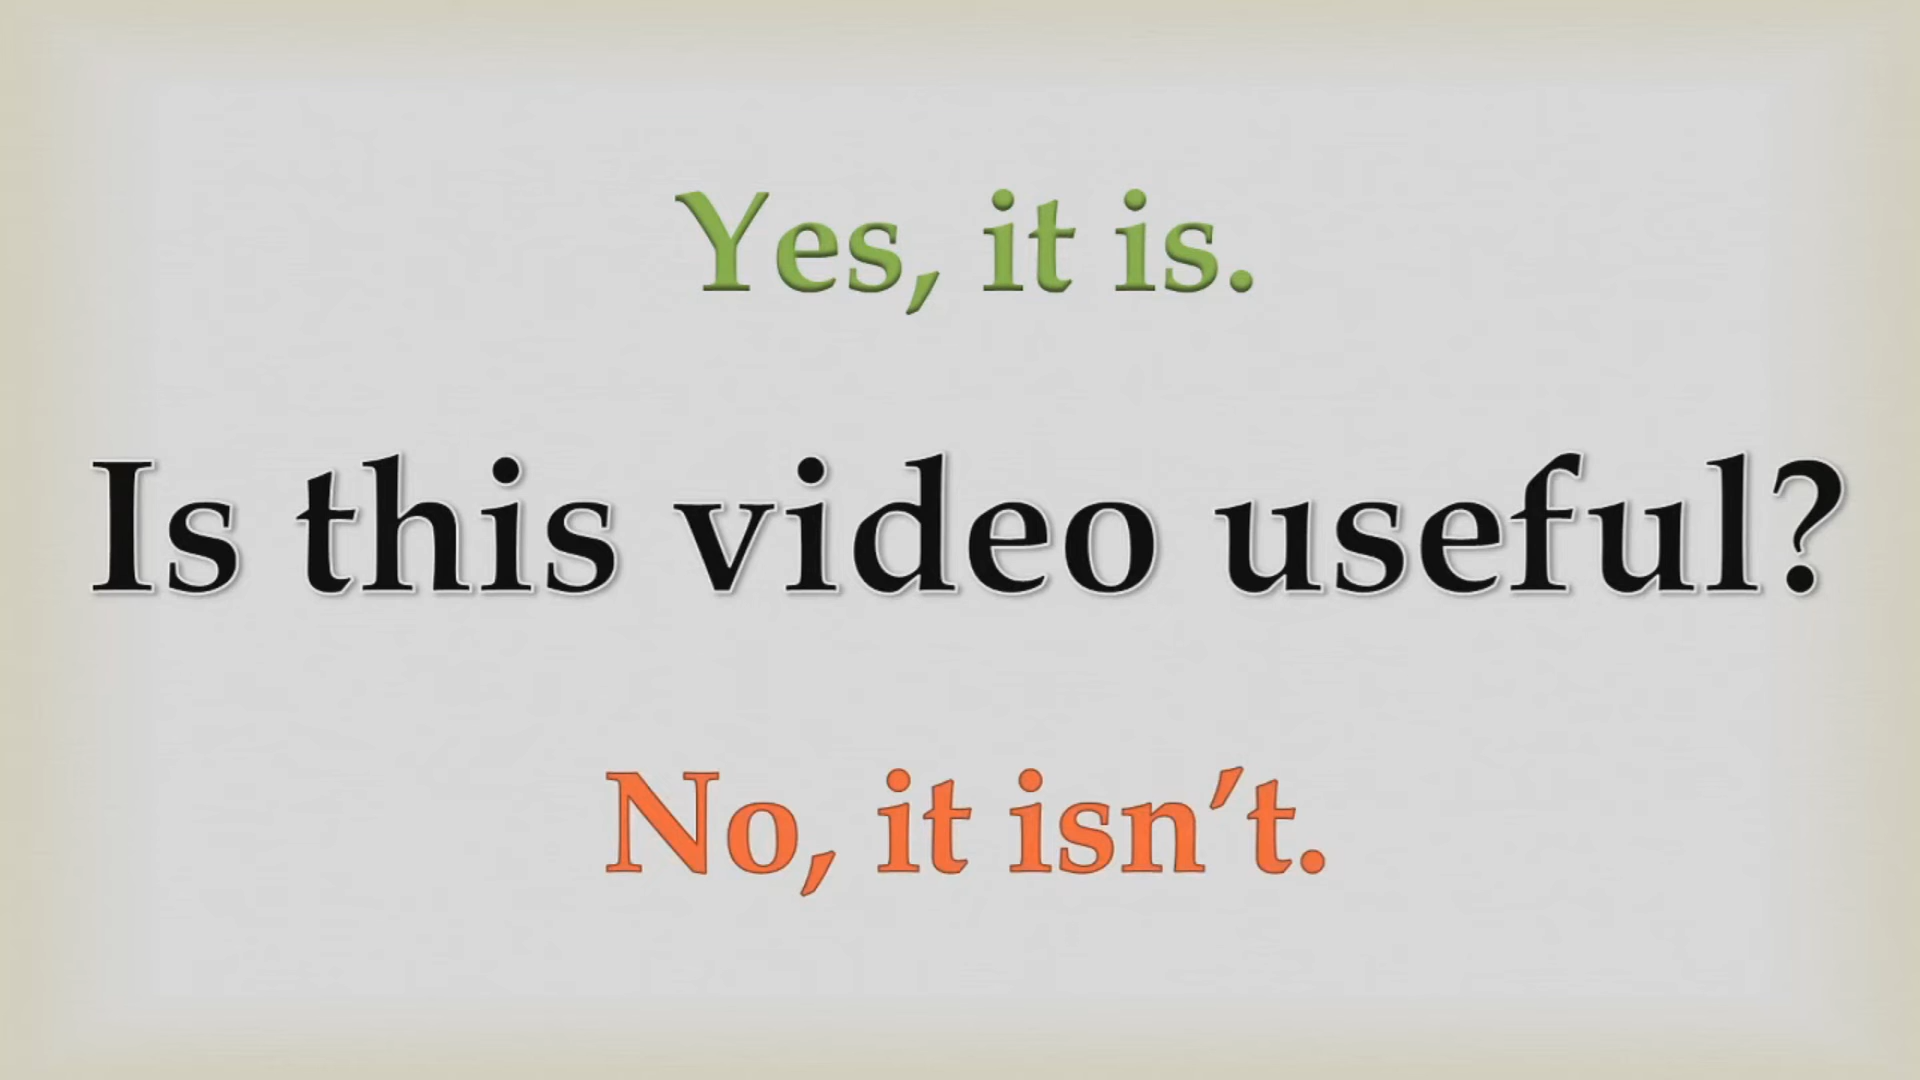 Yes, it is.
Is this video useful?
No, it isn’t.